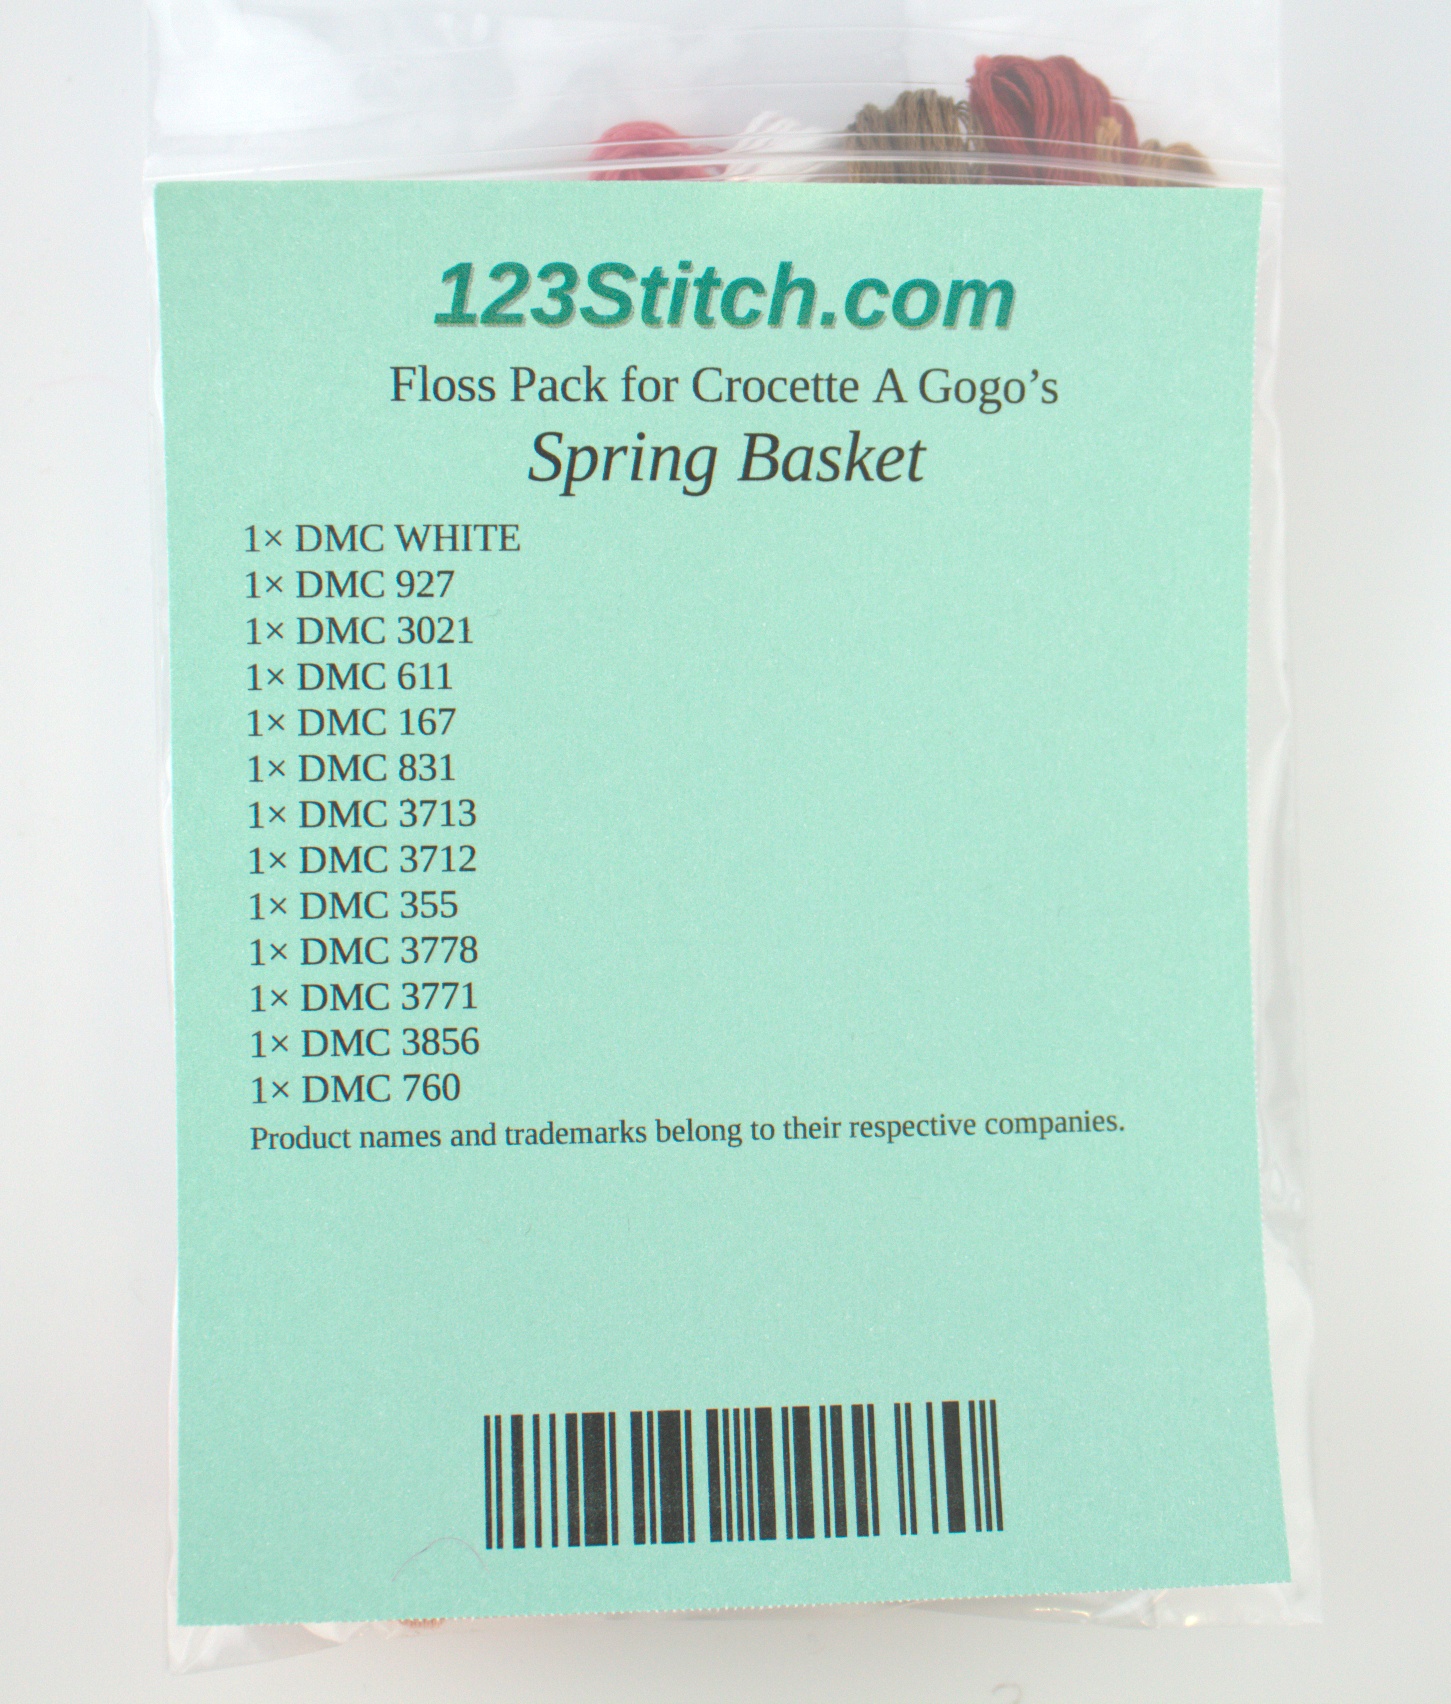 123Stitch.com
Floss Pack for Crocette A Gogo’s
Spring Basket
1× DMC WHITE
1× DMC 927
1× DMC 3021
1× DMC 611
1× DMC 167
1× DMC 831
1× DMC 3713
1× DMC 3712
1× DMC 355
1× DMC 3778
1× DMC 3771
1× DMC 3856
1× DMC 760
Product names and trademarks belong to their respective companies.